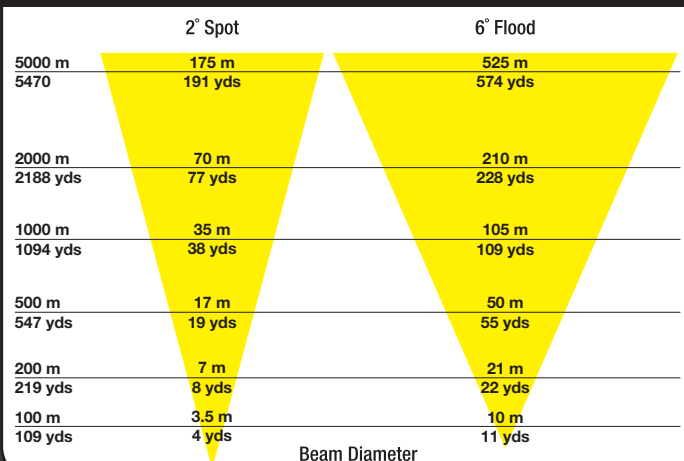 2° Spot 6° Flood
5000 m 175 m 525 m
5470 191 yds 574 yds
2000 m 70 m 210 m
2188 yds 77 yds 228 yds
1000 m 35 m 105 m
1094 yds 38 yds 109 yds
500 m 17 m 50 m
547 yds 19 yds 55 yds
200 m 7 m 21 m
219 yds 8 yds 22 yds
100 m 3.5 m 10 m
109 yds 4 yds 11 yds
Beam Diameter